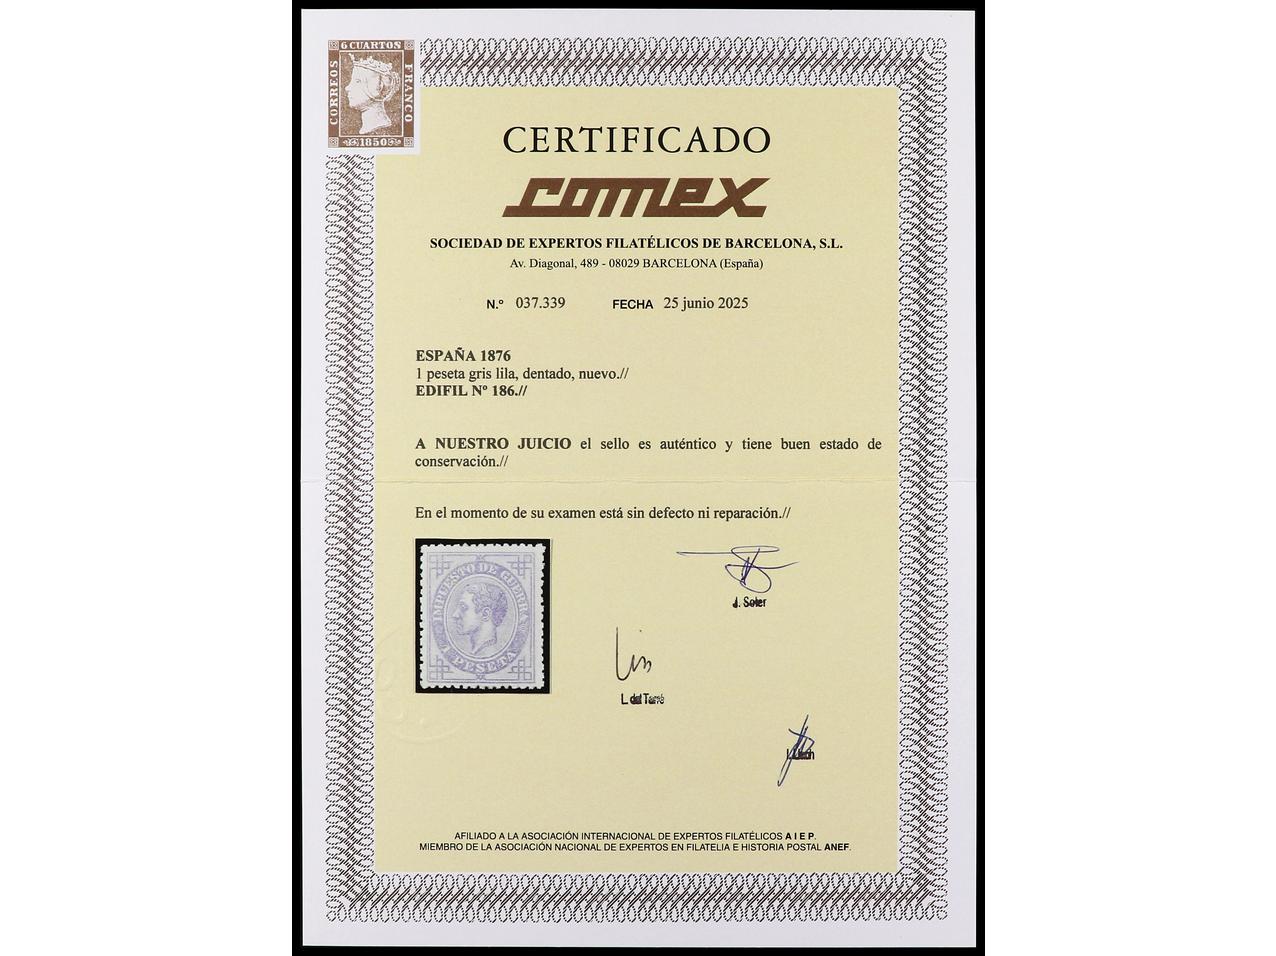 6 CUARTOS
CORREOS
FRANCO
1850
CERTIFICADO
comex
SOCIEDAD DE EXPERTOS FILATÉLICOS DE BARCELONA, S.L.
Av. Diagonal, 489 - 08029 BARCELONA (España)
N.º 037.339 FECHA 25 junio 2025
ESPAÑA 1876
1 peseta gris lila, dentado, nuevo.//
EDIFIL Nº 186.//
A NUESTRO JUICIO el sello es auténtico y tiene buen estado de
conservación.//
En el momento de su examen está sin defecto ni reparación.//
IMPUESTO DE GUERRA
1 PESETA
J. Soler
L. del Tarré
AFILIADO A LA ASOCIACIÓN INTERNACIONAL DE EXPERTOS FILATÉLICOS A I E P.
MIEMBRO DE LA ASOCIACIÓN NACIONAL DE EXPERTOS EN FILATELIA E HISTORIA POSTAL ANEF.